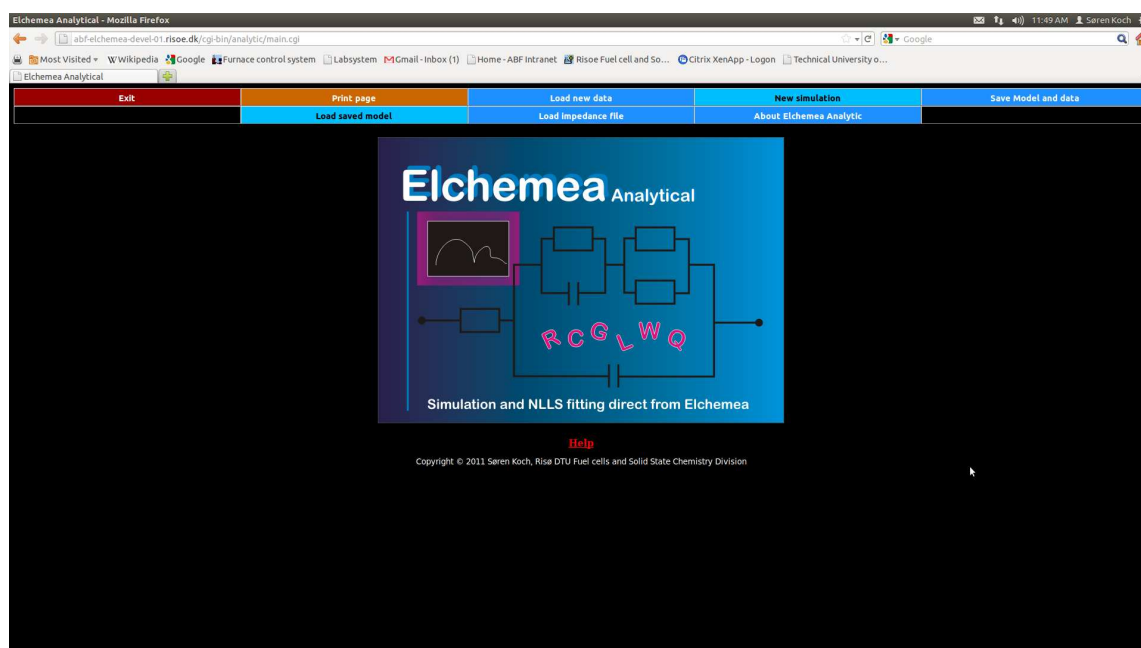 Elchemea Analytical - Mozilla Firefox
11:49 AM Søren Koch
abf-elchemea-devel-01.risoe.dk/cgi-bin/analytic/main.cgi
Google
Most Visited Wikipedia Google Furnace control system Labsystem Gmail - Inbox (1) Home - ABF Intranet Risoe Fuel cell and So... Citrix XenApp - Logon Technical University o...
Elchemea Analytical
Exit Print page Load new data New simulation Save Model and data
Load saved model Load impedance file About Elchemea Analytic
Elchemea Analytical
R C G L W Q
Simulation and NLLS fitting direct from Elchemea
Help
Copyright © 2011 Søren Koch, Risø DTU Fuel cells and Solid State Chemistry Division